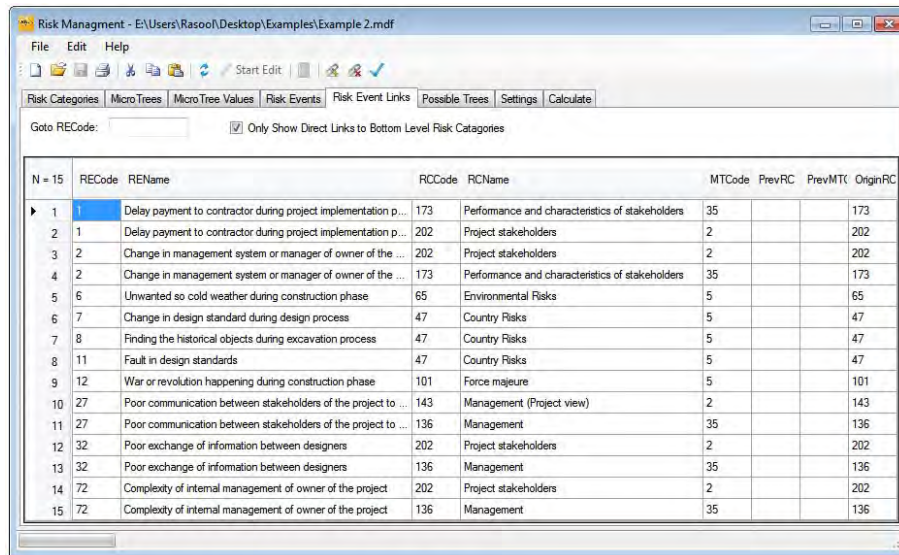 Risk Managment - E:\Users\Rasool\Desktop\Examples\Example 2.mdf
File Edit Help
Start Edit
Risk Categories MicroTrees MicroTree Values Risk Events Risk Event Links Possible Trees Settings Calculate
Goto RECode: Only Show Direct Links to Bottom Level Risk Catagories
N = 15 RECode REName RCCode RCName MTCode PrevRC PrevMT( OriginRC
1 1 Delay payment to contractor during project implementation p... 173 Performance and characteristics of stakeholders 35 173
2 1 Delay payment to contractor during project implementation p... 202 Project stakeholders 2 202
3 2 Change in management system or manager of owner of the ... 202 Project stakeholders 2 202
4 2 Change in management system or manager of owner of the ... 173 Performance and characteristics of stakeholders 35 173
5 6 Unwanted so cold weather during construction phase 65 Environmental Risks 5 65
6 7 Change in design standard during design process 47 Country Risks 5 47
7 8 Finding the historical objects during excavation process 47 Country Risks 5 47
8 11 Fault in design standards 47 Country Risks 5 47
9 12 War or revolution happening during construction phase 101 Force majeure 5 101
10 27 Poor communication between stakeholders of the project to ... 143 Management (Project view) 2 143
11 27 Poor communication between stakeholders of the project to ... 136 Management 35 136
12 32 Poor exchange of information between designers 202 Project stakeholders 2 202
13 32 Poor exchange of information between designers 136 Management 35 136
14 72 Complexity of internal management of owner of the project 202 Project stakeholders 2 202
15 72 Complexity of internal management of owner of the project 136 Management 35 136